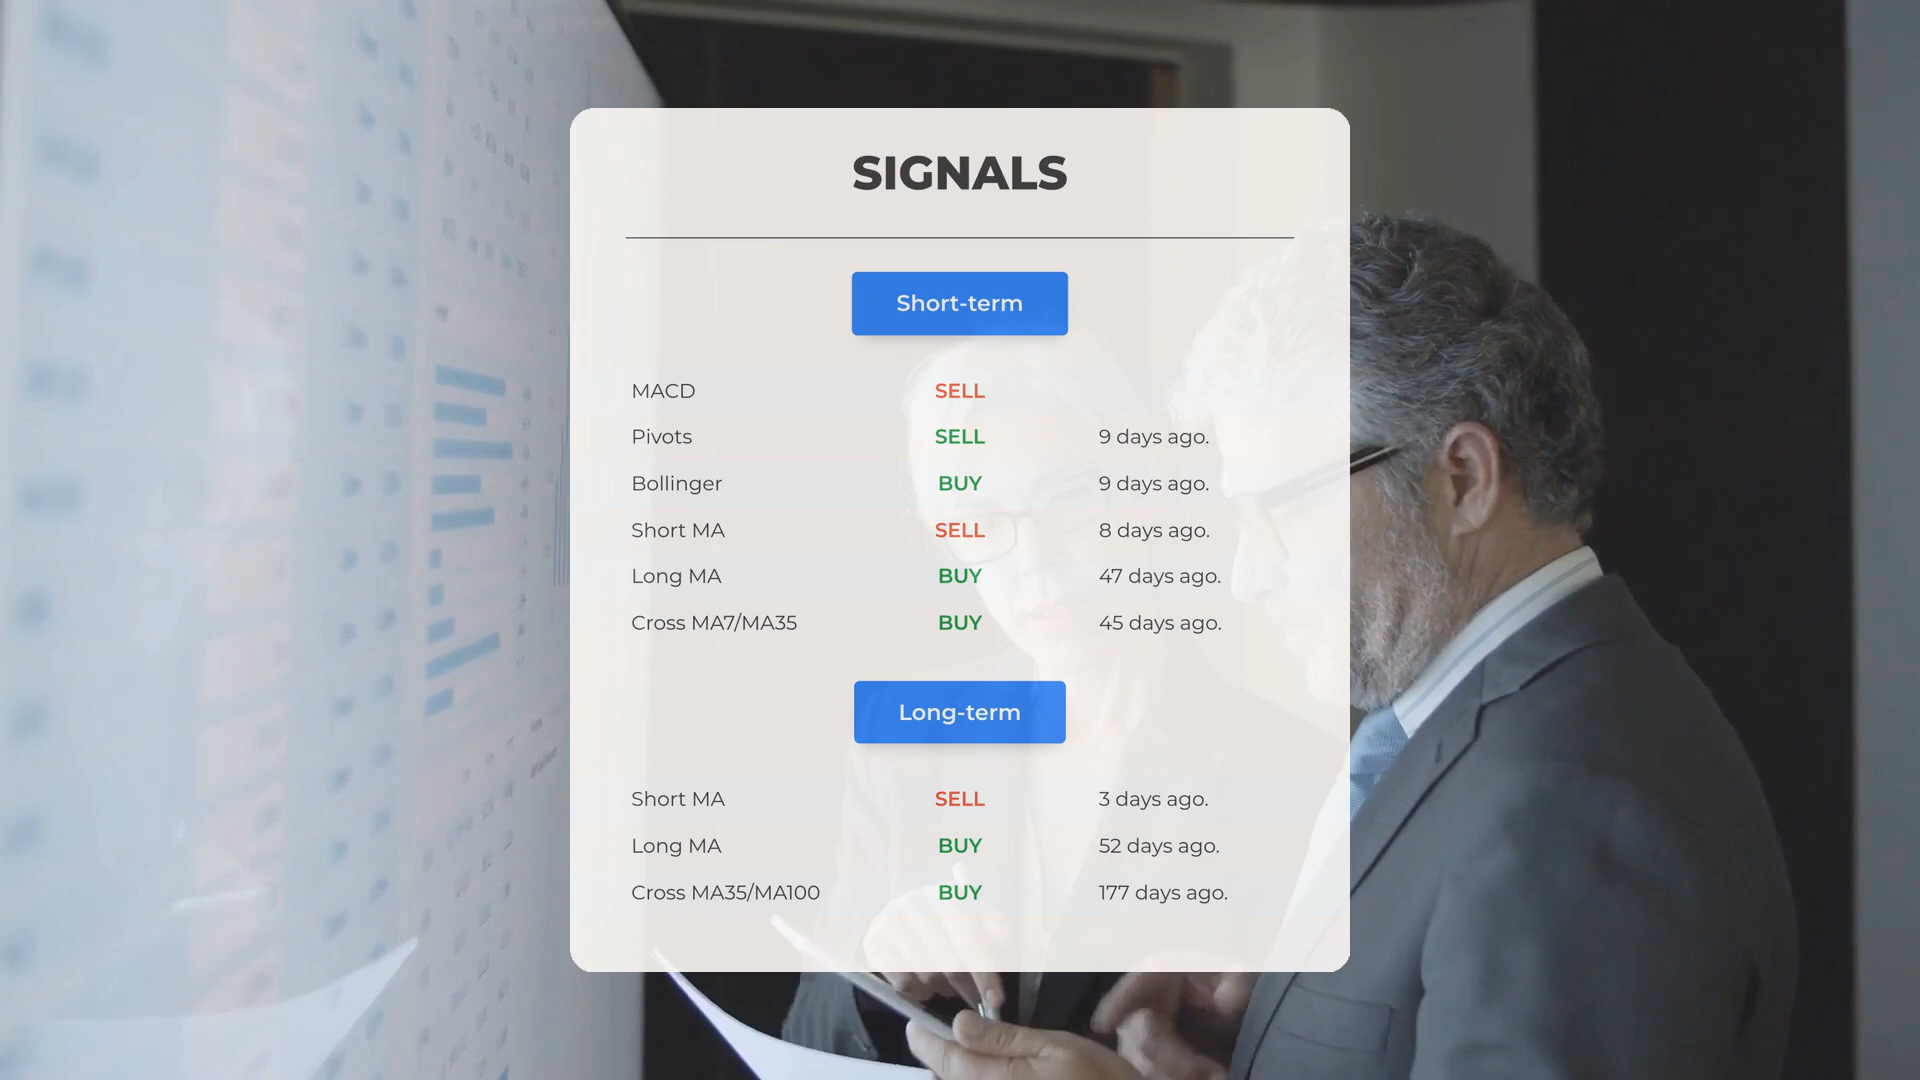 SIGNALS
Short-term
MACD SELL
Pivots SELL 9 days ago.
Bollinger BUY 9 days ago.
Short MA SELL 8 days ago.
Long MA BUY 47 days ago.
Cross MA7/MA35 BUY 45 days ago.
Long-term
Short MA SELL 3 days ago.
Long MA BUY 52 days ago.
Cross MA35/MA100 BUY 177 days ago.